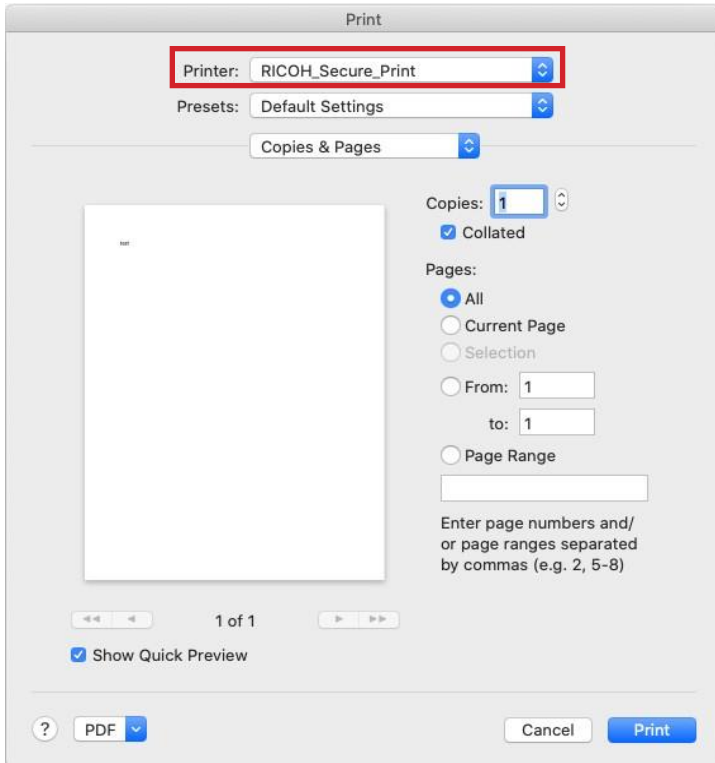 Print
Printer: RICOH_Secure_Print
Presets: Default Settings
Copies & Pages
Copies: 1
Collated
Pages:
All
Current Page
Selection
From: 1
to: 1
Page Range
Enter page numbers and/
or page ranges separated
by commas (e.g. 2, 5-8)
1 of 1
Show Quick Preview
? PDF Cancel Print